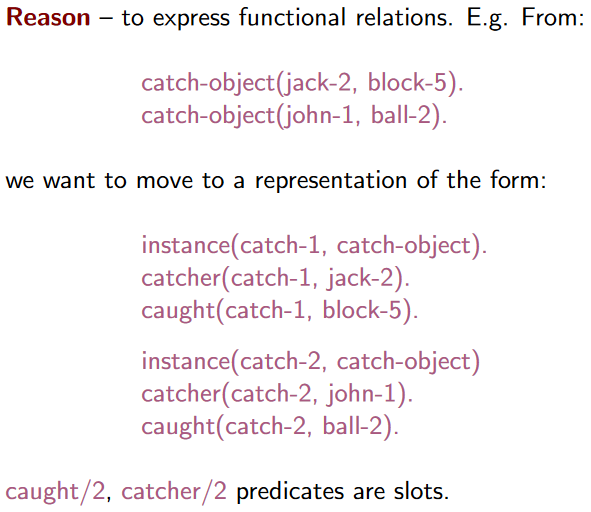 Reason – to express functional relations. E.g. From:
catch-object(jack-2, block-5).
catch-object(john-1, ball-2).
we want to move to a representation of the form:
instance(catch-1, catch-object).
catcher(catch-1, jack-2).
caught(catch-1, block-5).
instance(catch-2, catch-object)
catcher(catch-2, john-1).
caught(catch-2, ball-2).
caught/2, catcher/2 predicates are slots.